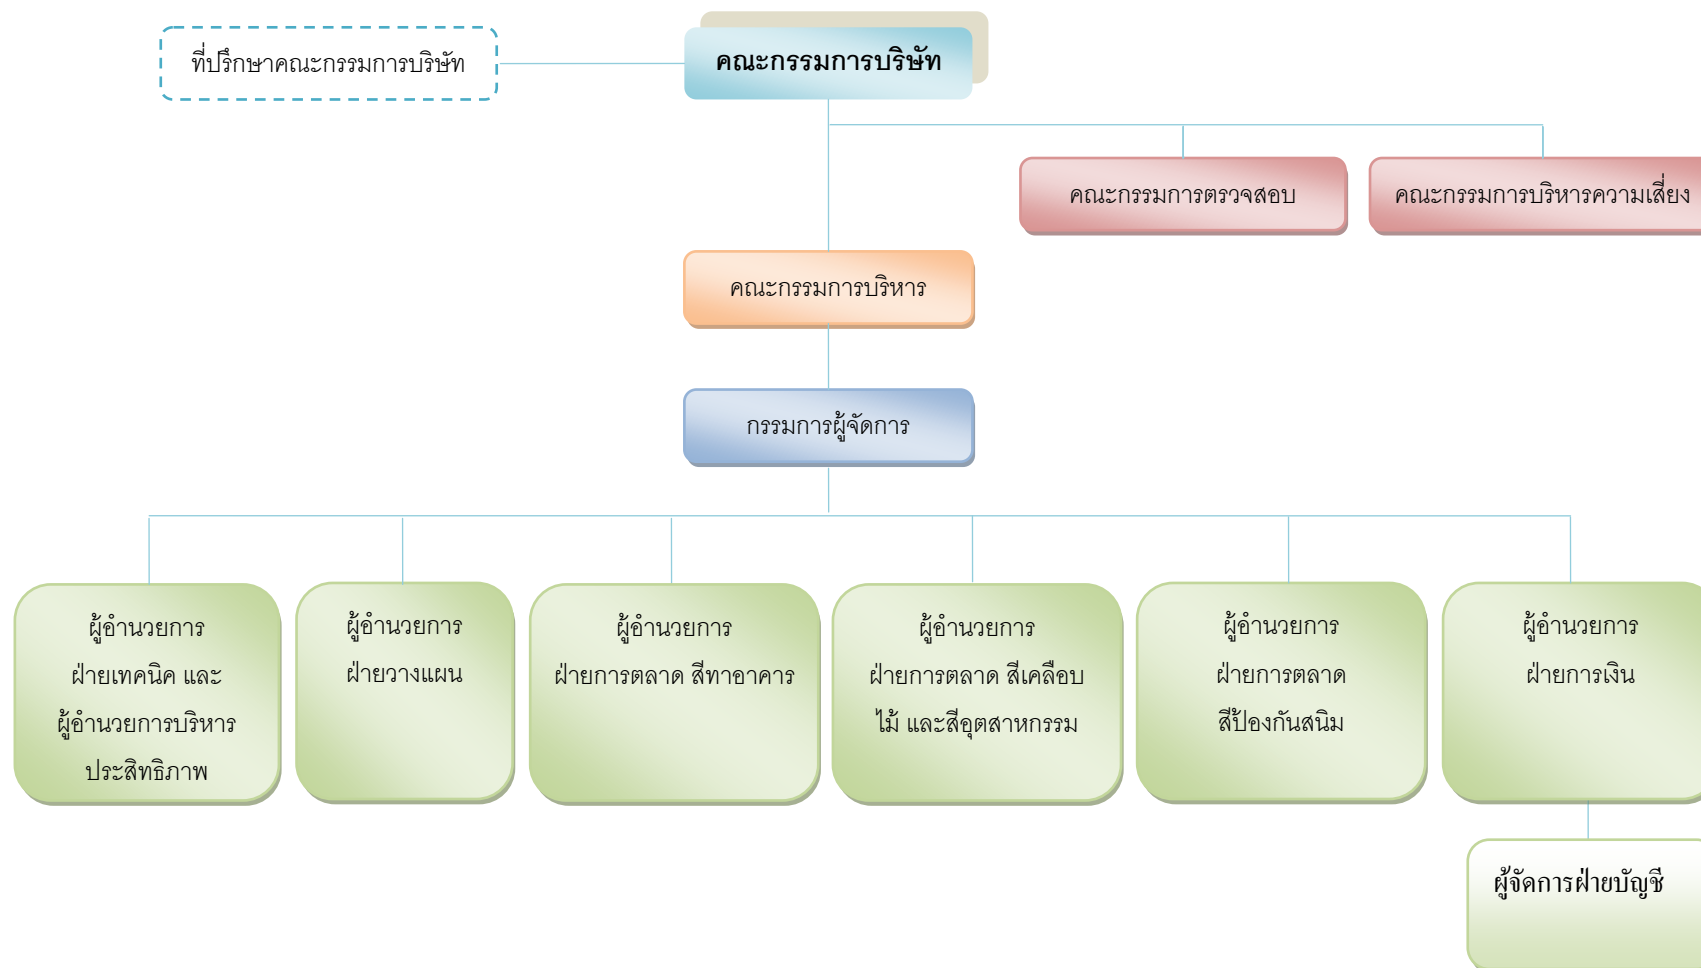 ที่ปรึกษาคณะกรรมการบริษัท
คณะกรรมการบริษัท
คณะกรรมการตรวจสอบ
คณะกรรมการบริหารความเสี่ยง
คณะกรรมการบริหาร
กรรมการผู้จัดการ
ผู้อำนวยการ
ฝ่ายเทคนิค และ
ผู้อำนวยการบริหาร
ประสิทธิภาพ
ผู้อำนวยการ
ฝ่ายวางแผน
ผู้อำนวยการ
ฝ่ายการตลาด สีทาอาคาร
ผู้อำนวยการ
ฝ่ายการตลาด สีเคลือบ
ไม้ และสีอุตสาหกรรม
ผู้อำนวยการ
ฝ่ายการตลาด
สีป้องกันสนิม
ผู้อำนวยการ
ฝ่ายการเงิน
ผู้จัดการฝ่ายบัญชี